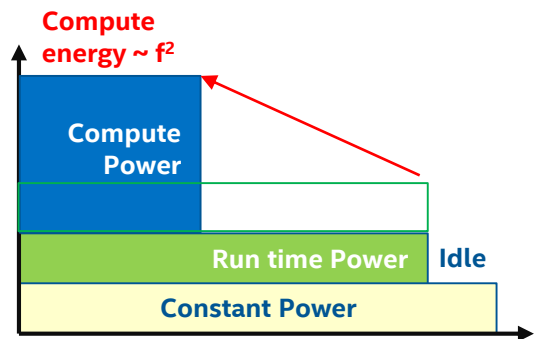 Compute
energy ~ f²
Compute
Power
Run time Power
Idle
Constant Power